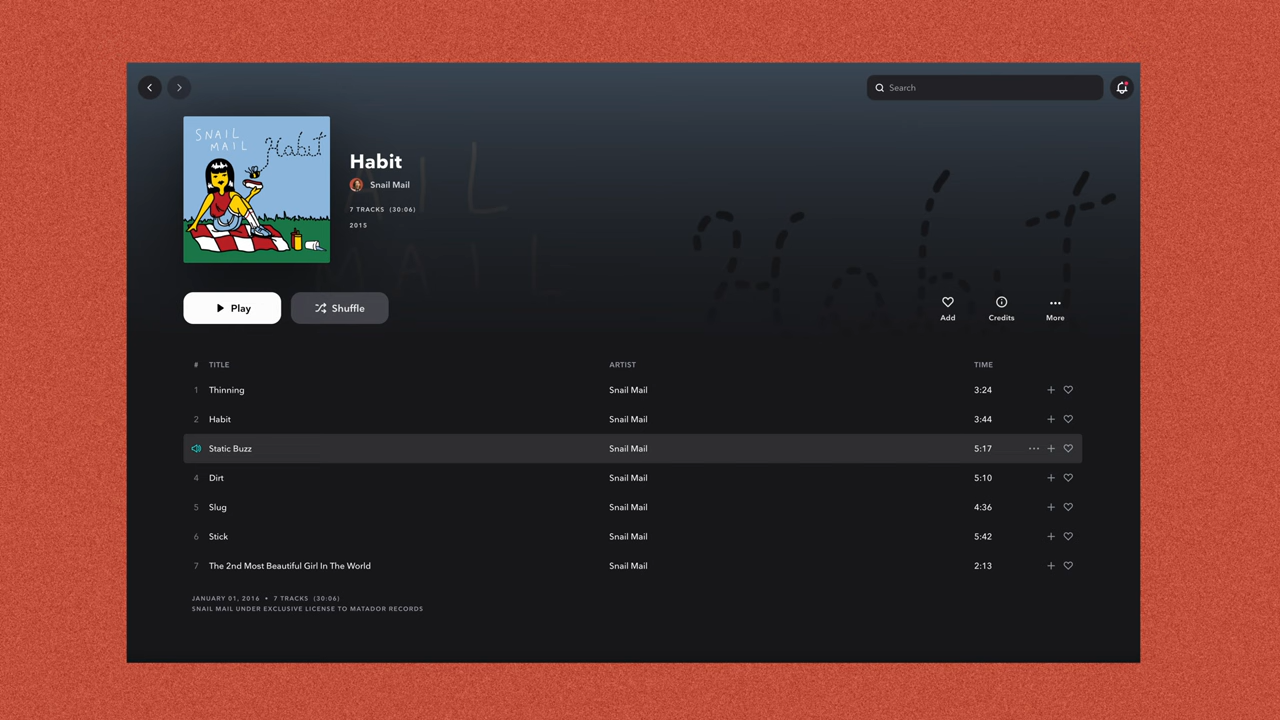 Search
SNAIL
MAIL
Habit
Habit
Snail Mail
7 TRACKS (30:06)
2015
Play
Shuffle
Add
Credits
More
# TITLE ARTIST TIME
1 Thinning Snail Mail 3:24
2 Habit Snail Mail 3:44
Static Buzz Snail Mail 5:17
4 Dirt Snail Mail 5:10
5 Slug Snail Mail 4:36
6 Stick Snail Mail 5:42
7 The 2nd Most Beautiful Girl In The World Snail Mail 2:13
JANUARY 01, 2016 • 7 TRACKS (30:06)
SNAIL MAIL UNDER EXCLUSIVE LICENSE TO MATADOR RECORDS